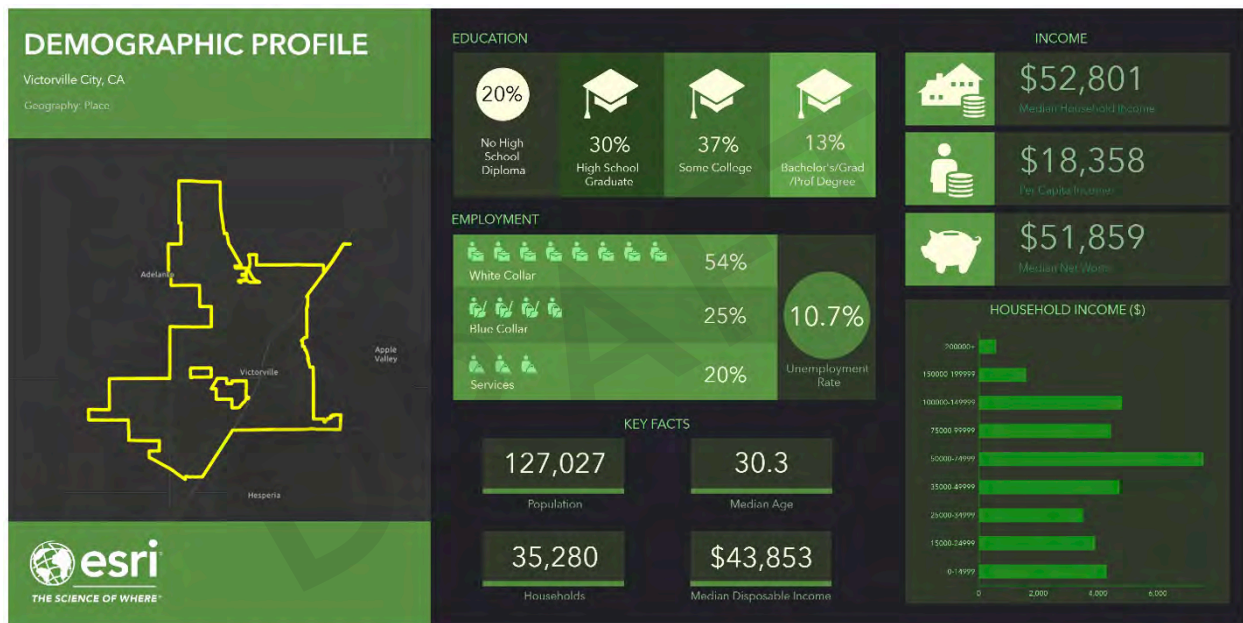 DEMOGRAPHIC PROFILE
Victorville City, CA
Geography: Place
Adelanto
Apple
Valley
Victorville
Hesperia
esri
THE SCIENCE OF WHERE
EDUCATION
20%
No High
School
Diploma
30%
High School
Graduate
37%
Some College
13%
Bachelor's/Grad
/Prof Degree
EMPLOYMENT
White Collar
54%
Blue Collar
25%
Services
20%
10.7%
Unemployment
Rate
KEY FACTS
127,027
Population
30.3
Median Age
35,280
Households
$43,853
Median Disposable Income
INCOME
$52,801
Median Household Income
$18,358
Per Capita Income
$51,859
Median Net Worth
HOUSEHOLD INCOME ($)
200000+
150000-199999
100000-149999
75000-99999
50000-74999
35000-49999
25000-34999
15000-24999
0-14999
0 2,000 4,000 6,000
DRAFT